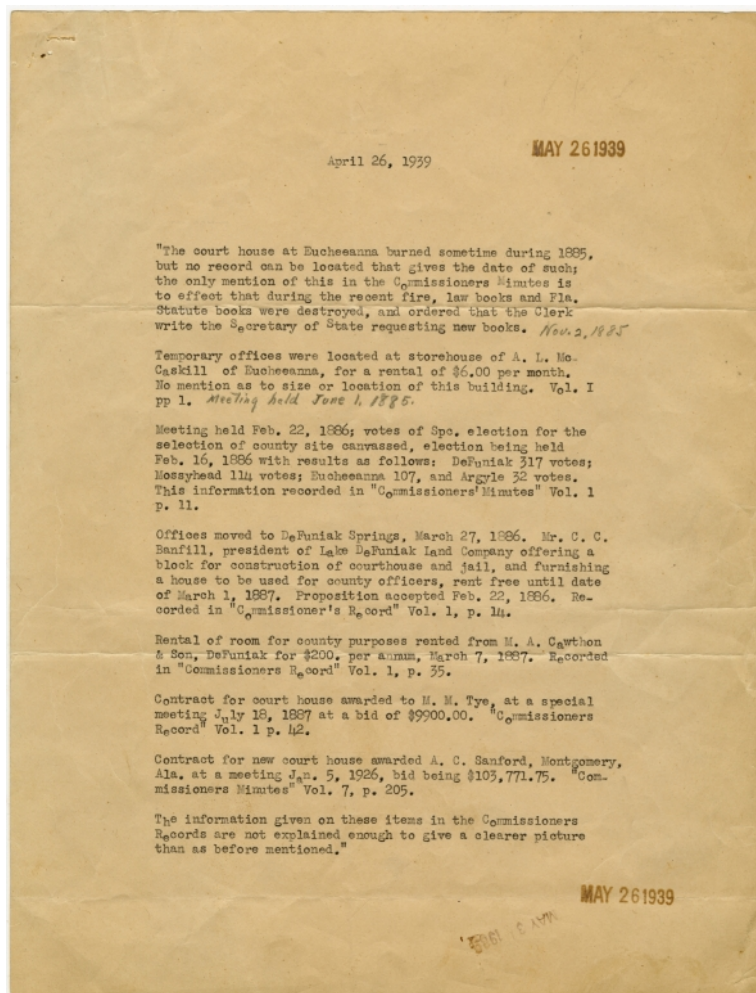 April 26, 1939
MAY 26 1939
"The court house at Eucheeanna burned sometime during 1885,
but no record can be located that gives the date of such;
the only mention of this in the Commissioners Minutes is
to effect that during the recent fire, law books and Fla.
Statute books were destroyed, and ordered that the Clerk
write the Secretary of State requesting new books. Nov. 2, 1885
Temporary offices were located at storehouse of A. L. Mc-
Caskill of Eucheeanna, for a rental of $6.00 per month.
No mention as to size or location of this building. Vol. I
pp 1. Meeting held June 1, 1885.
Meeting held Feb. 22, 1886; votes of Spc. election for the
selection of county site canvassed, election being held
Feb. 16, 1886 with results as follows: DeFuniak 317 votes;
Mossyhead 114 votes; Eucheeanna 107, and Argyle 32 votes.
This information recorded in "Commissioners' Minutes" Vol. 1
p. 11.
Offices moved to DeFuniak Springs, March 27, 1886. Mr. C. C.
Banfill, president of Lake DeFuniak Land Company offering a
block for construction of courthouse and jail, and furnishing
a house to be used for county officers, rent free until date
of March 1, 1887. Proposition accepted Feb. 22, 1886. Re-
corded in "Commissioner's Record" Vol. 1, p. 14.
Rental of room for county purposes rented from M. A. Cawthon
& Son, DeFuniak for $200. per annum, March 7, 1887. Recorded
in "Commissioners Record" Vol. 1, p. 35.
Contract for court house awarded to M. M. Tye, at a special
meeting July 18, 1887 at a bid of $9900.00. "Commissioners
Record" Vol. 1 p. 42.
Contract for new court house awarded A. C. Sanford, Montgomery,
Ala. at a meeting Jan. 5, 1926, bid being $103,771.75. "Com-
missioners Minutes" Vol. 7, p. 205.
The information given on these items in the Commissioners
Records are not explained enough to give a clearer picture
than as before mentioned."
MAY 26 1939
MAY 3